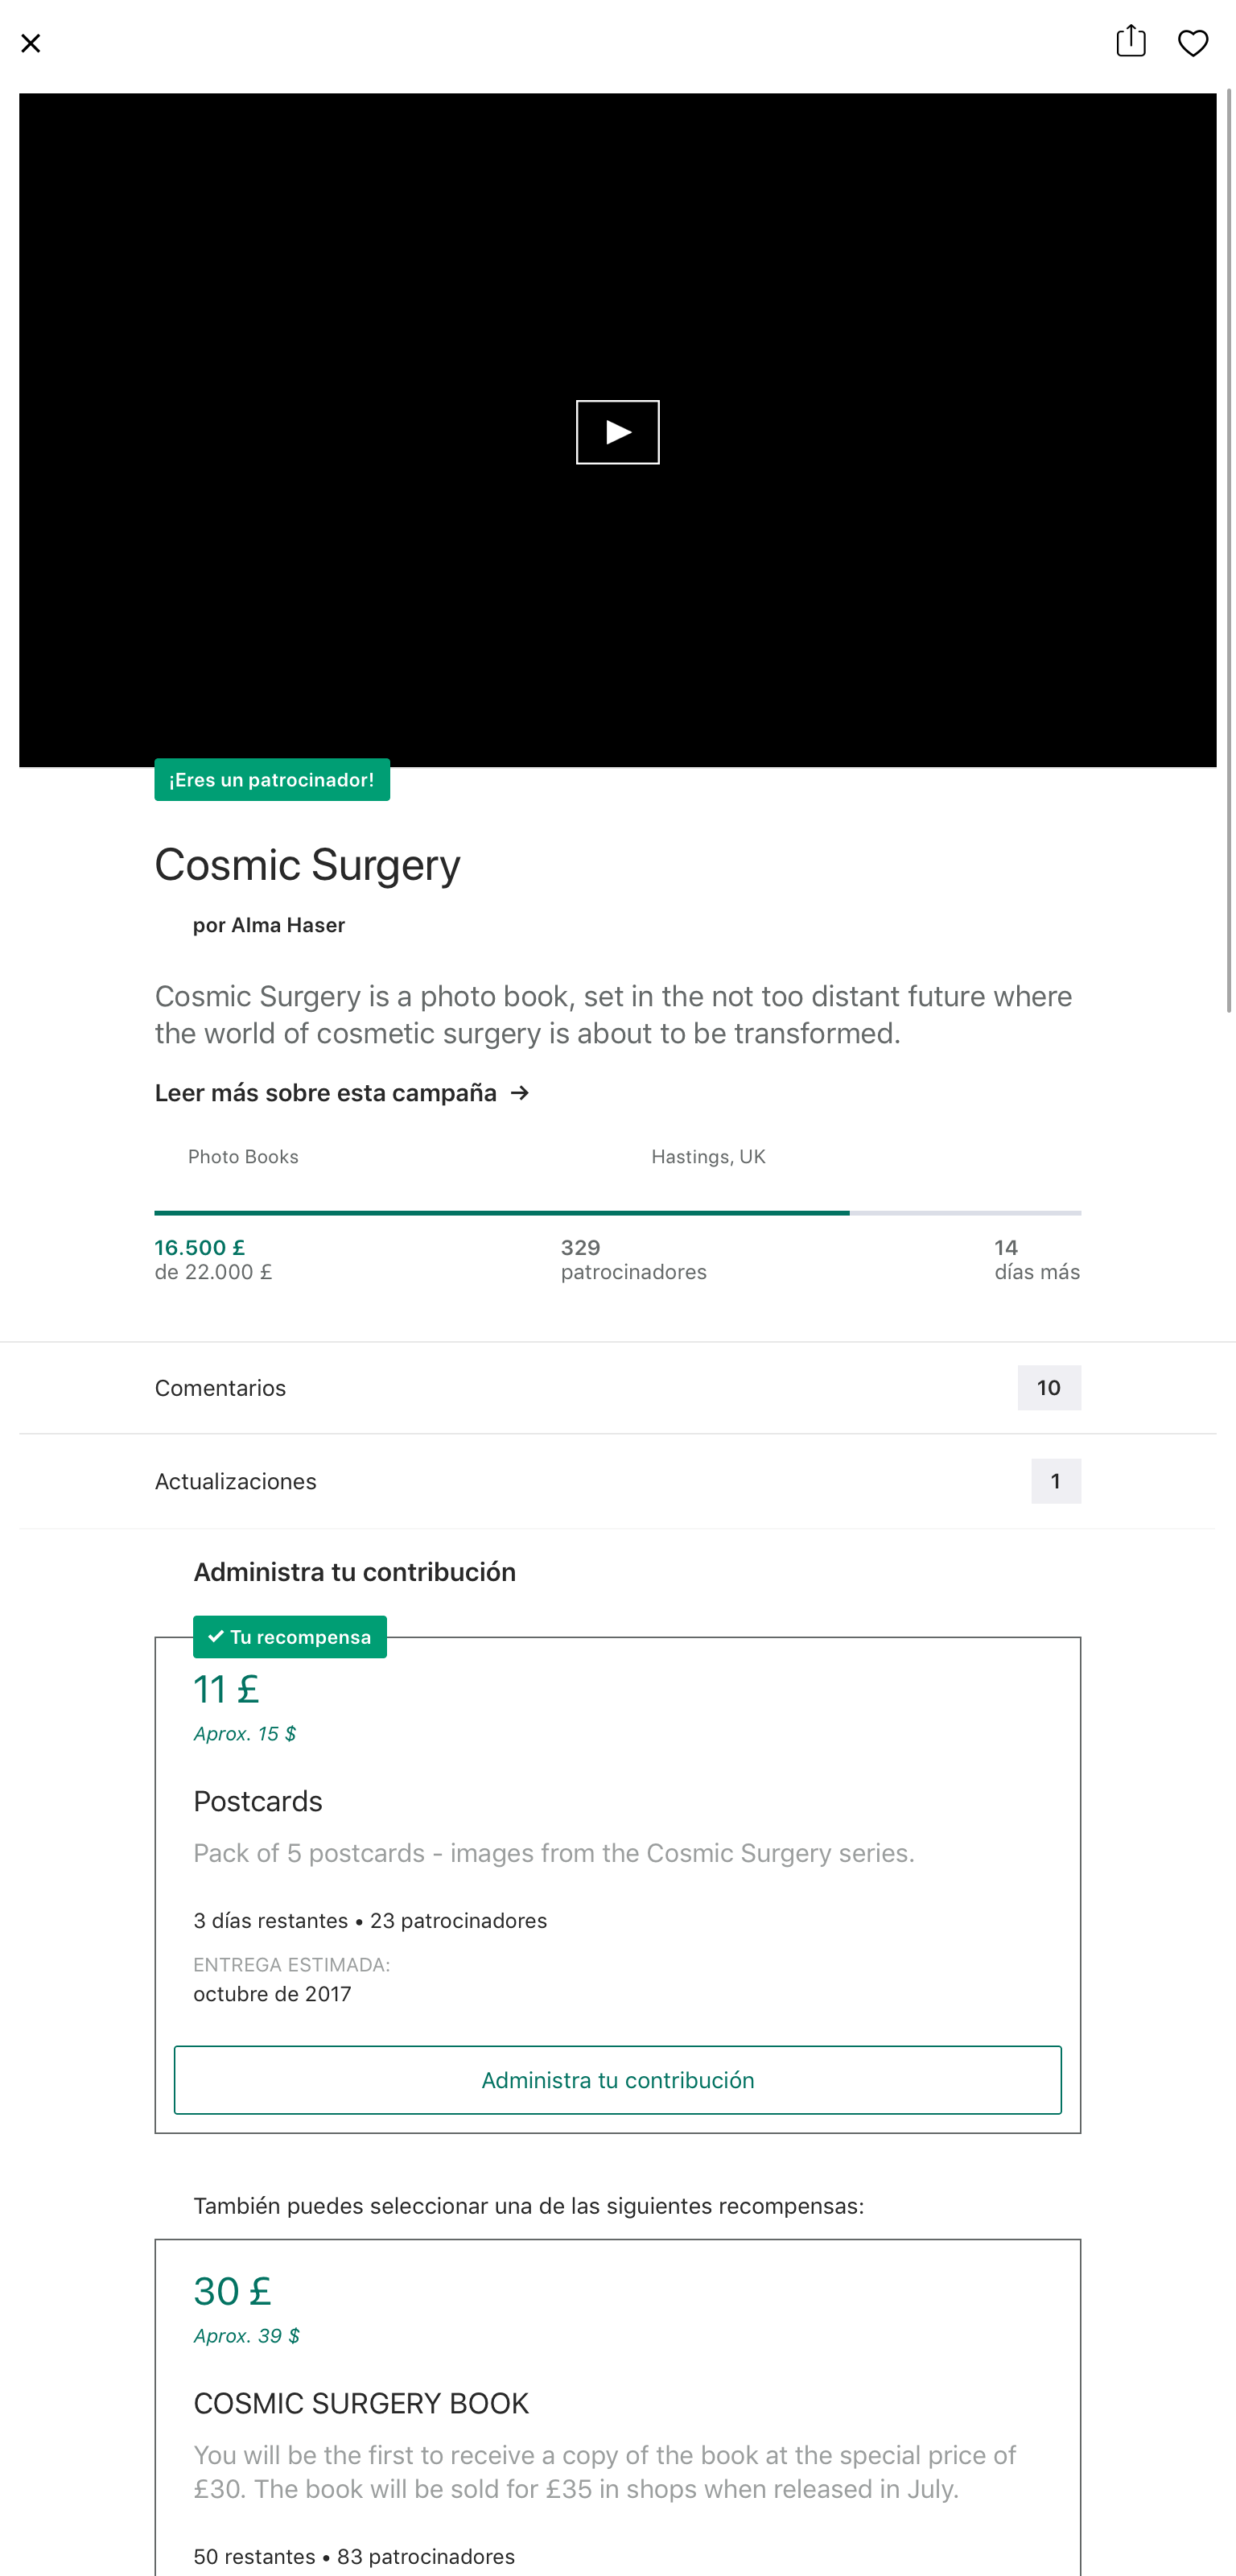 ¡Eres un patrocinador!
Cosmic Surgery
por Alma Haser
Cosmic Surgery is a photo book, set in the not too distant future where
the world of cosmetic surgery is about to be transformed.
Leer más sobre esta campaña →
Photo Books
Hastings, UK
16.500 £
de 22.000 £
329
patrocinadores
14
días más
Comentarios
10
Actualizaciones
1
Administra tu contribución
✓ Tu recompensa
11 £
Aprox. 15 $
Postcards
Pack of 5 postcards - images from the Cosmic Surgery series.
3 días restantes • 23 patrocinadores
ENTREGA ESTIMADA:
octubre de 2017
Administra tu contribución
También puedes seleccionar una de las siguientes recompensas:
30 £
Aprox. 39 $
COSMIC SURGERY BOOK
You will be the first to receive a copy of the book at the special price of
£30. The book will be sold for £35 in shops when released in July.
50 restantes • 83 patrocinadores